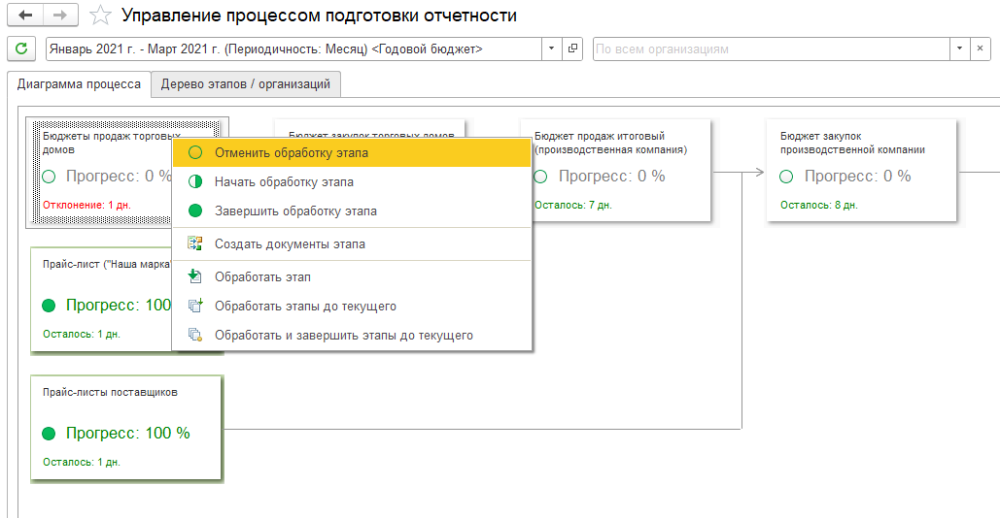 Управление процессом подготовки отчетности
Январь 2021 г. - Март 2021 г. (Периодичность: Месяц) <Годовой бюджет>
По всем организациям
Диаграмма процесса
Дерево этапов / организаций
Бюджеты продаж торговых
домов
Прогресс: 0 %
Отклонение: 1 дн.
Бюджет закупок торговых домов
Бюджет продаж итоговый
(производственная компания)
Прогресс: 0 %
Осталось: 7 дн.
Бюджет закупок
производственной компании
Прогресс: 0 %
Осталось: 8 дн.
Отменить обработку этапа
Начать обработку этапа
Завершить обработку этапа
Создать документы этапа
Обработать этап
Обработать этапы до текущего
Обработать и завершить этапы до текущего
Прайс-лист ("Наша марка"
Прогресс: 100
Осталось: 1 дн.
Прайс-листы поставщиков
Прогресс: 100 %
Осталось: 1 дн.